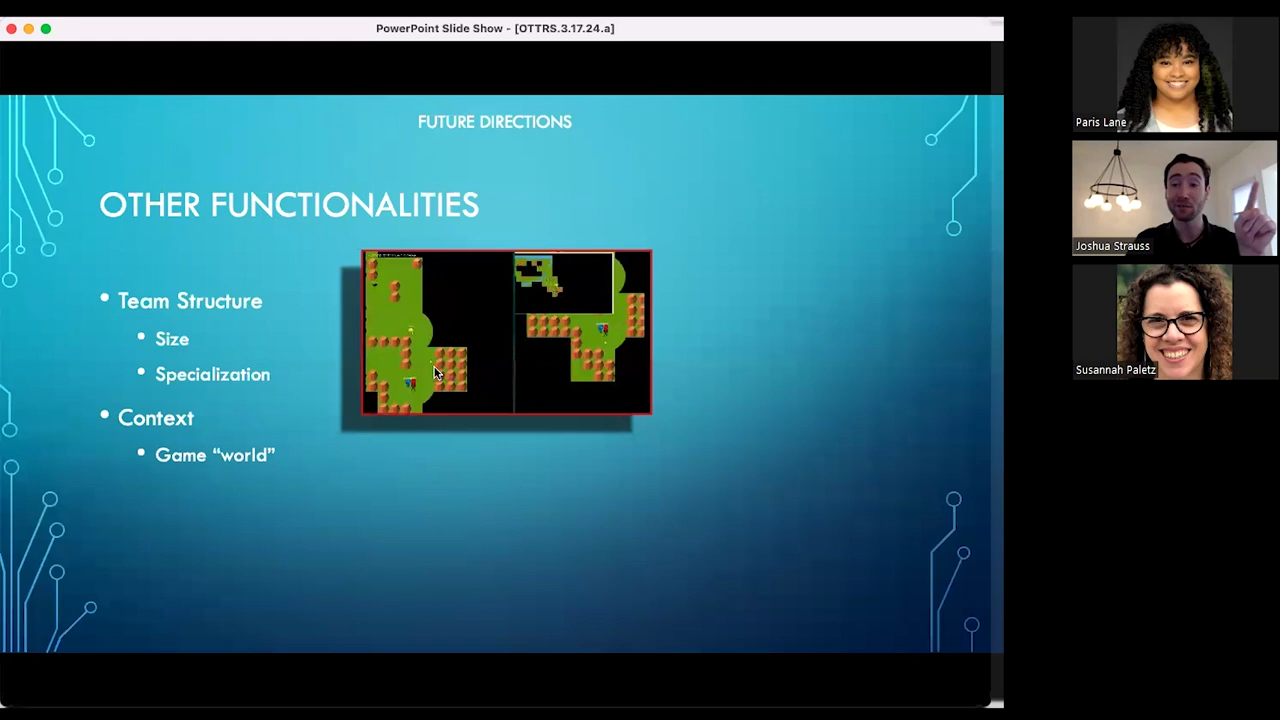 PowerPoint Slide Show - [OTTRS.3.17.24.a]
FUTURE DIRECTIONS
OTHER FUNCTIONALITIES
• Team Structure
• Size
• Specialization
• Context
• Game “world”
Paris Lane
Joshua Strauss
Susannah Paletz